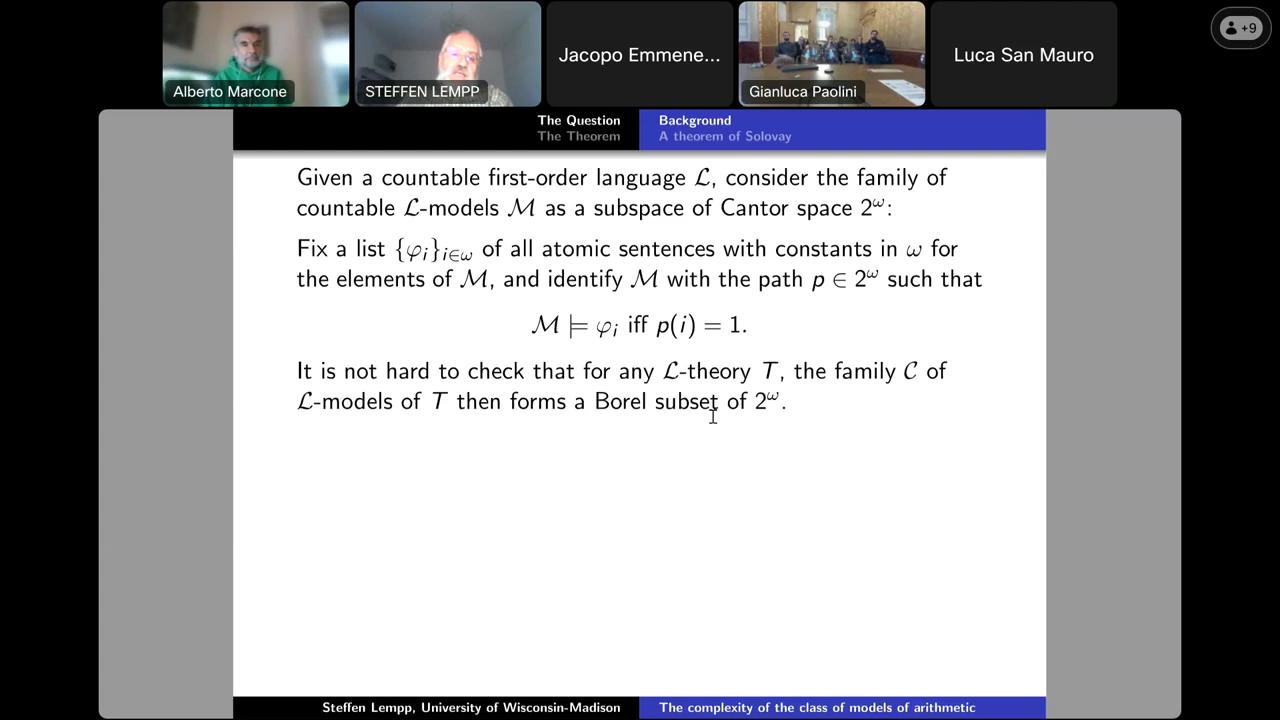 +9
Alberto Marcone
STEFFEN LEMPP
Jacopo Emmene...
Gianluca Paolini
Luca San Mauro
The Question
The Theorem
Background
A theorem of Solovay
Given a countable first-order language ℒ, consider the family of
countable ℒ-models ℳ as a subspace of Cantor space 2^ω:
Fix a list {φ_i}_{i∈ω} of all atomic sentences with constants in ω for
the elements of ℳ, and identify ℳ with the path p ∈ 2^ω such that
ℳ ⊨ φ_i iff p(i) = 1.
It is not hard to check that for any ℒ-theory T, the family 𝒞 of
ℒ-models of T then forms a Borel subset of 2^ω.
Steffen Lempp, University of Wisconsin-Madison
The complexity of the class of models of arithmetic